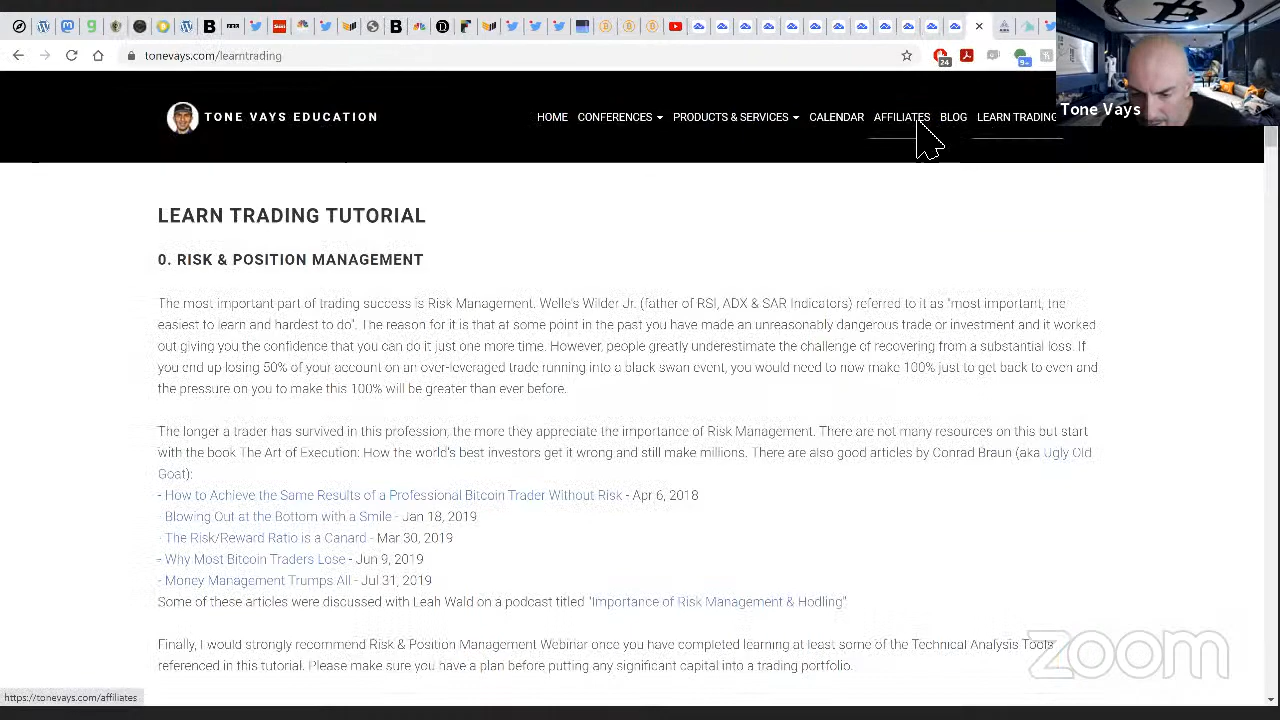 tonevays.com/learntrading
24
9+
Tone Vays
TONE VAYS EDUCATION
HOME CONFERENCES PRODUCTS & SERVICES CALENDAR AFFILIATES BLOG LEARN TRADING
LEARN TRADING TUTORIAL
0. RISK & POSITION MANAGEMENT
The most important part of trading success is Risk Management. Welles Wilder Jr. (father of RSI, ADX & SAR Indicators) referred to it as "most important, the
easiest to learn and hardest to do". The reason for it is that at some point in the past you have made an unreasonably dangerous trade or investment and it worked
out giving you the confidence that you can do it just one more time. However, people greatly underestimate the challenge of recovering from a substantial loss. If
you end up losing 50% of your account on an over-leveraged trade running into a black swan event, you would need to now make 100% just to get back to even and
the pressure on you to make this 100% will be greater than ever before.
The longer a trader has survived in this profession, the more they appreciate the importance of Risk Management. There are not many resources on this but start
with the book The Art of Execution: How the world's best investors get it wrong and still make millions. There are also good articles by Conrad Braun (aka Ugly Old
Goat):
- How to Achieve the Same Results of a Professional Bitcoin Trader Without Risk - Apr 6, 2018
- Blowing Out at the Bottom with a Smile - Jan 18, 2019
- The Risk/Reward Ratio is a Canard - Mar 30, 2019
- Why Most Bitcoin Traders Lose - Jun 9, 2019
- Money Management Trumps All - Jul 31, 2019
Some of these articles were discussed with Leah Wald on a podcast titled "Importance of Risk Management & Hodling"
Finally, I would strongly recommend Risk & Position Management Webinar once you have completed learning at least some of the Technical Analysis Tools
referenced in this tutorial. Please make sure you have a plan before putting any significant capital into a trading portfolio.
zoom
https://tonevays.com/affiliates